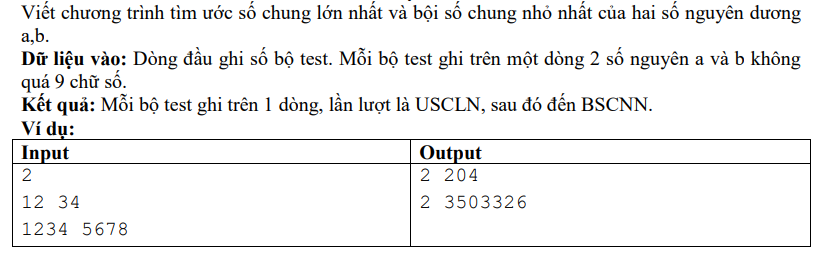 Viết chương trình tìm ước số chung lớn nhất và bội số chung nhỏ nhất của hai số nguyên dương
a,b.
Dữ liệu vào: Dòng đầu ghi số bộ test. Mỗi bộ test ghi trên một dòng 2 số nguyên a và b không
quá 9 chữ số.
Kết quả: Mỗi bộ test ghi trên 1 dòng, lần lượt là USCLN, sau đó đến BSCNN.
Ví dụ:
Input Output
2 2 204
12 34 2 3503326
1234 5678